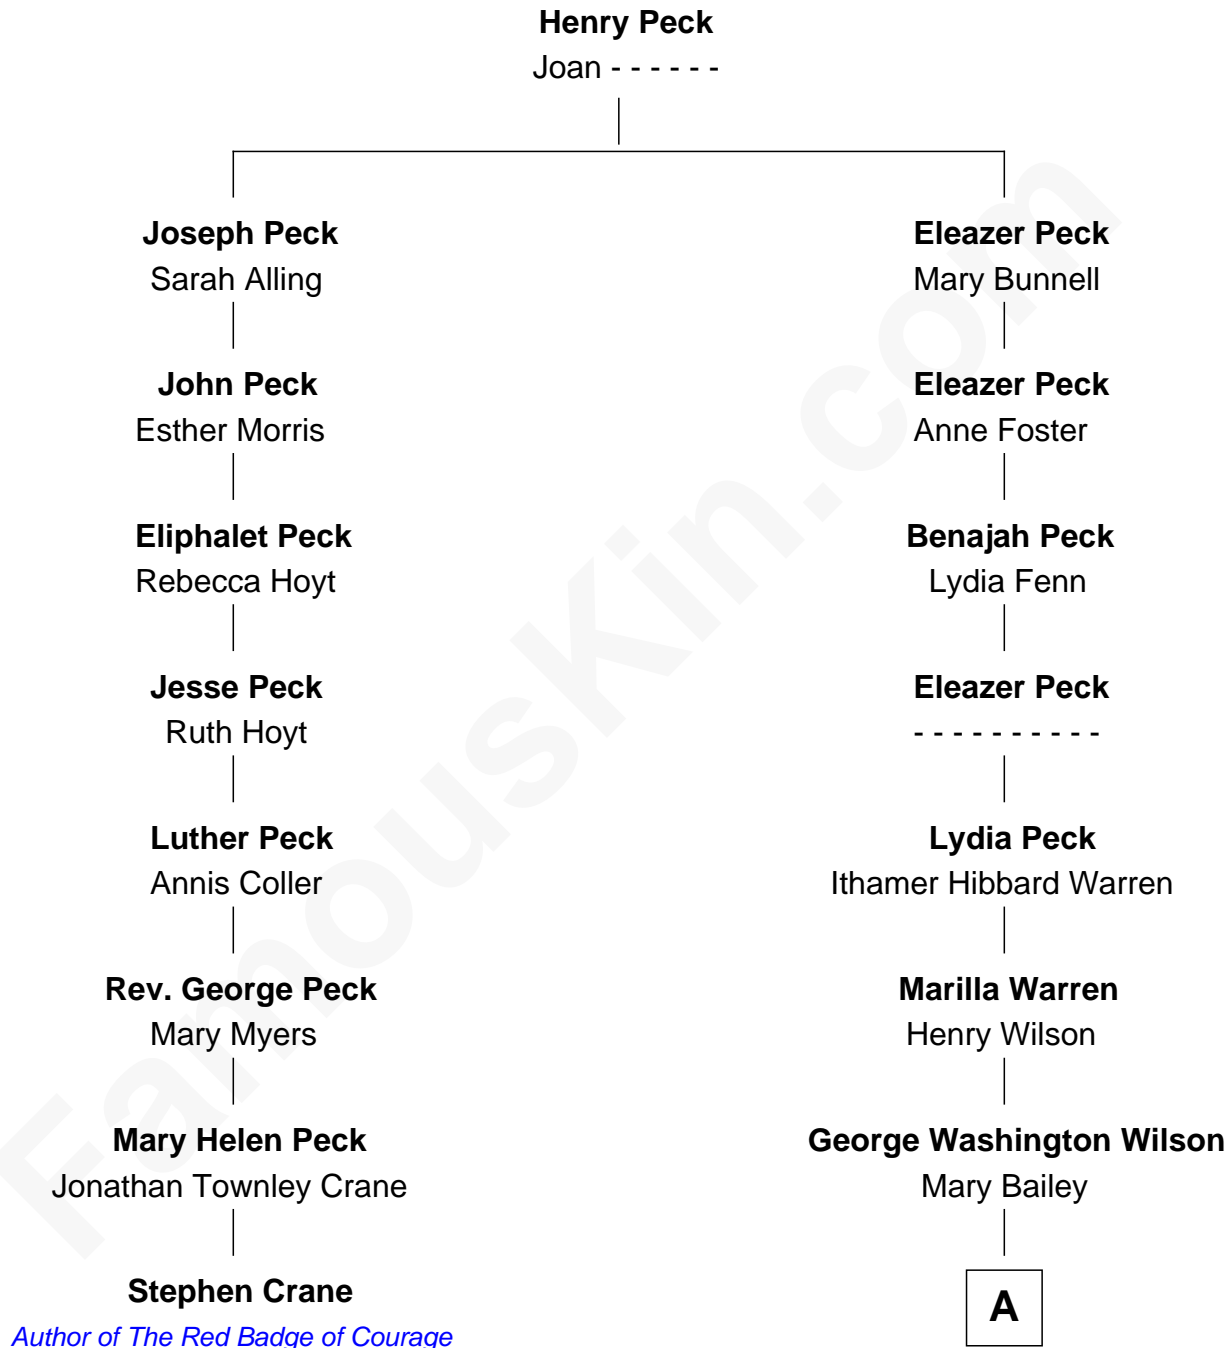 Henry Peck
Joan - - - - - -
Joseph Peck
Sarah Alling
Eleazer Peck
Mary Bunnell
John Peck
Esther Morris
Eleazer Peck
Anne Foster
Eliphalet Peck
Rebecca Hoyt
Benajah Peck
Lydia Fenn
Jesse Peck
Ruth Hoyt
Eleazer Peck
- - - - - - - - - -
Luther Peck
Annis Coller
Lydia Peck
Ithamer Hibbard Warren
Rev. George Peck
Mary Myers
Marilla Warren
Henry Wilson
Mary Helen Peck
Jonathan Townley Crane
George Washington Wilson
Mary Bailey
Stephen Crane
Author of The Red Badge of Courage
A
FamousKin.com